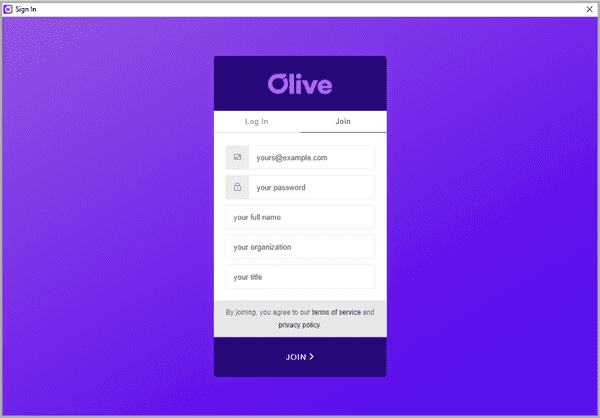 Sign In
Olive
Log In
Join
yours@example.com
your password
your full name
your organization
your title
By joining, you agree to our terms of service and
privacy policy.
JOIN